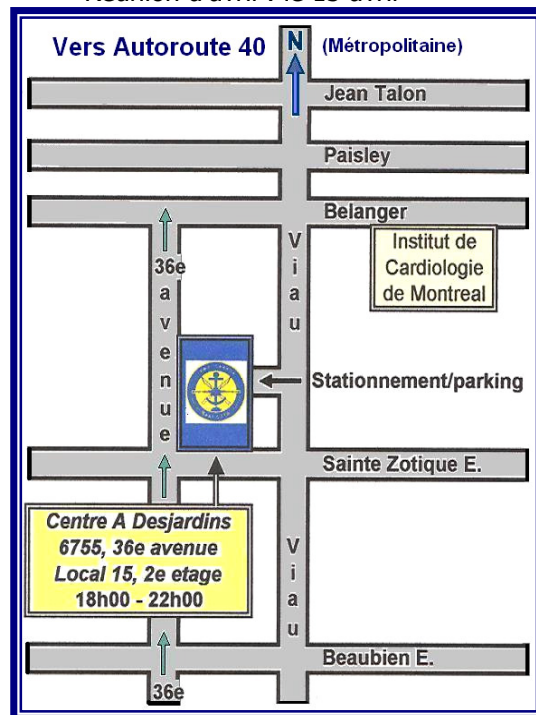 Vers Autoroute 40 N (Métropolitaine)
Jean Talon
Paisley
Belanger
Institut de
Cardiologie
de Montreal
36e
avenue
Viau
Stationnement/parking
Sainte Zotique E.
Centre A Desjardins
6755, 36e avenue
Local 15, 2e etage
18h00 - 22h00
Viau
Beaubien E.
36e